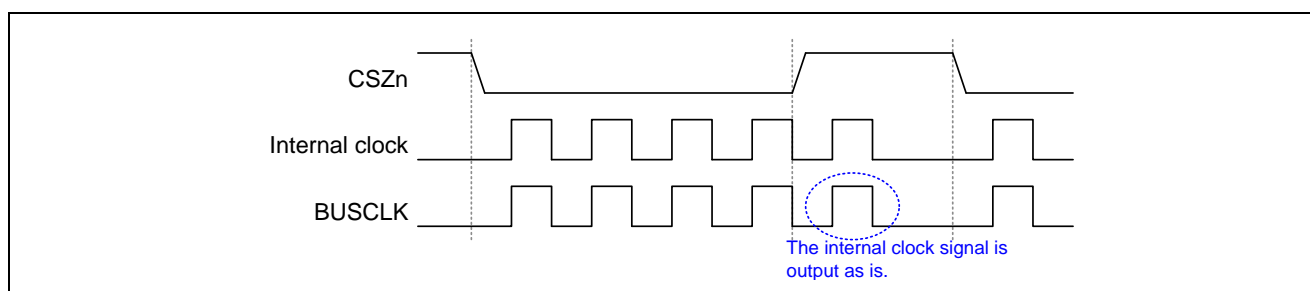 CSZn
Internal clock
BUSCLK
The internal clock signal is
output as is.